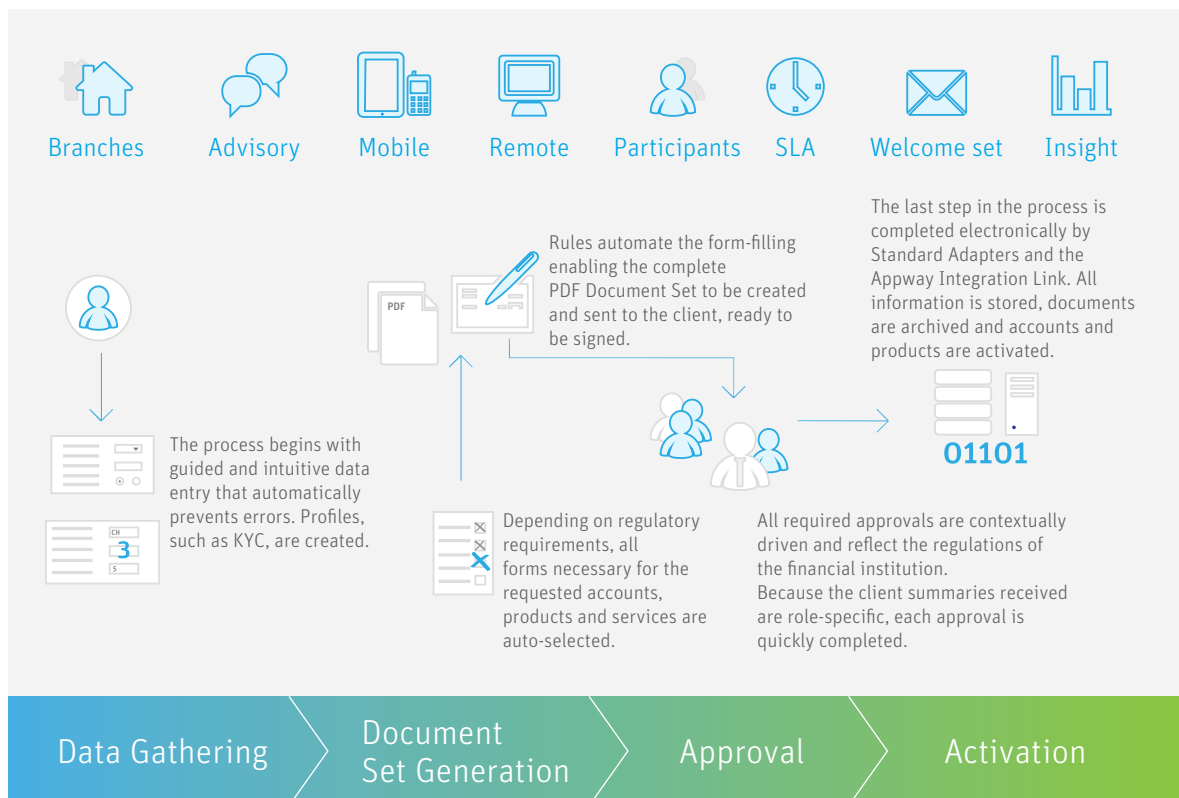 Branches
Advisory
Mobile
Remote
Participants
SLA
Welcome set
Insight
The process begins with
guided and intuitive data
entry that automatically
prevents errors. Profiles,
such as KYC, are created.
CH
3
5
PDF
Rules automate the form-filling
enabling the complete
PDF Document Set to be created
and sent to the client, ready to
be signed.
Depending on regulatory
requirements, all
forms necessary for the
requested accounts,
products and services are
auto-selected.
All required approvals are contextually
driven and reflect the regulations of
the financial institution.
Because the client summaries received
are role-specific, each approval is
quickly completed.
The last step in the process is
completed electronically by
Standard Adapters and the
Appway Integration Link. All
information is stored, documents
are archived and accounts and
products are activated.
01101
Data Gathering
Document
Set Generation
Approval
Activation